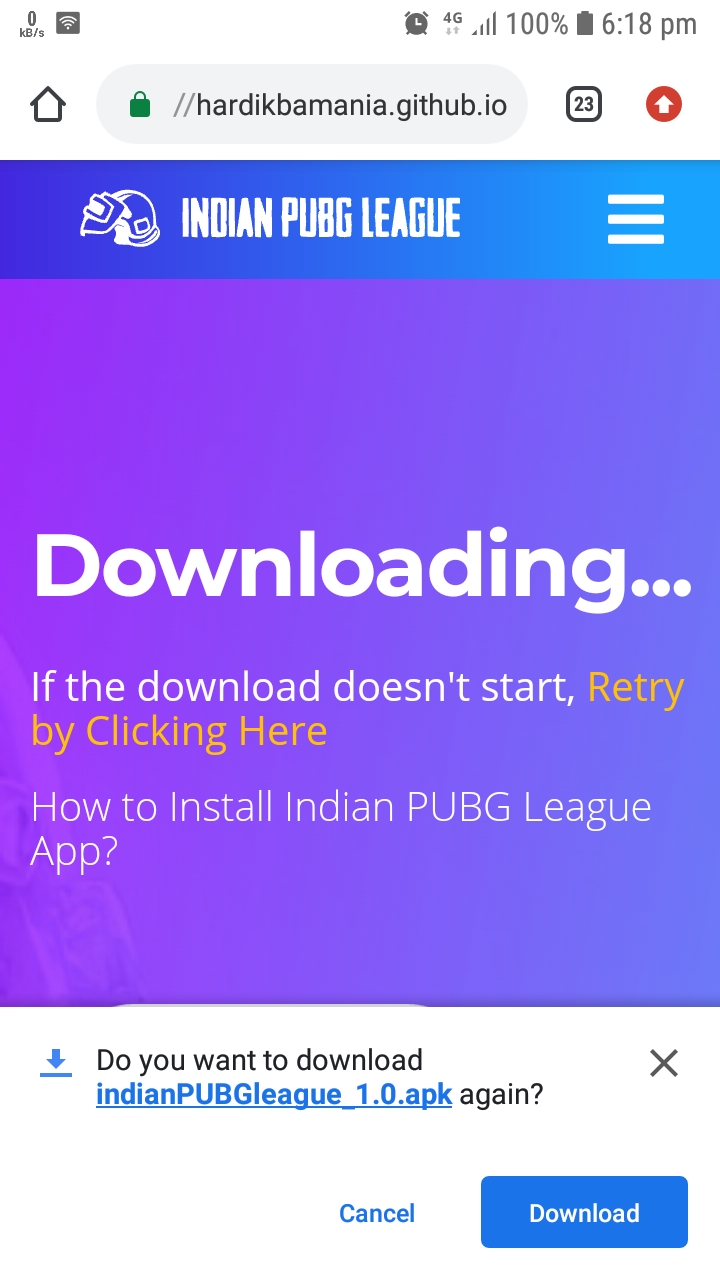 0
kB/s
4G
100%
6:18 pm
//hardikbamania.github.io
23
INDIAN PUBG LEAGUE
Downloading...
If the download doesn't start, Retry
by Clicking Here
How to Install Indian PUBG League
App?
Do you want to download
indianPUBGleague_1.0.apk again?
Cancel
Download